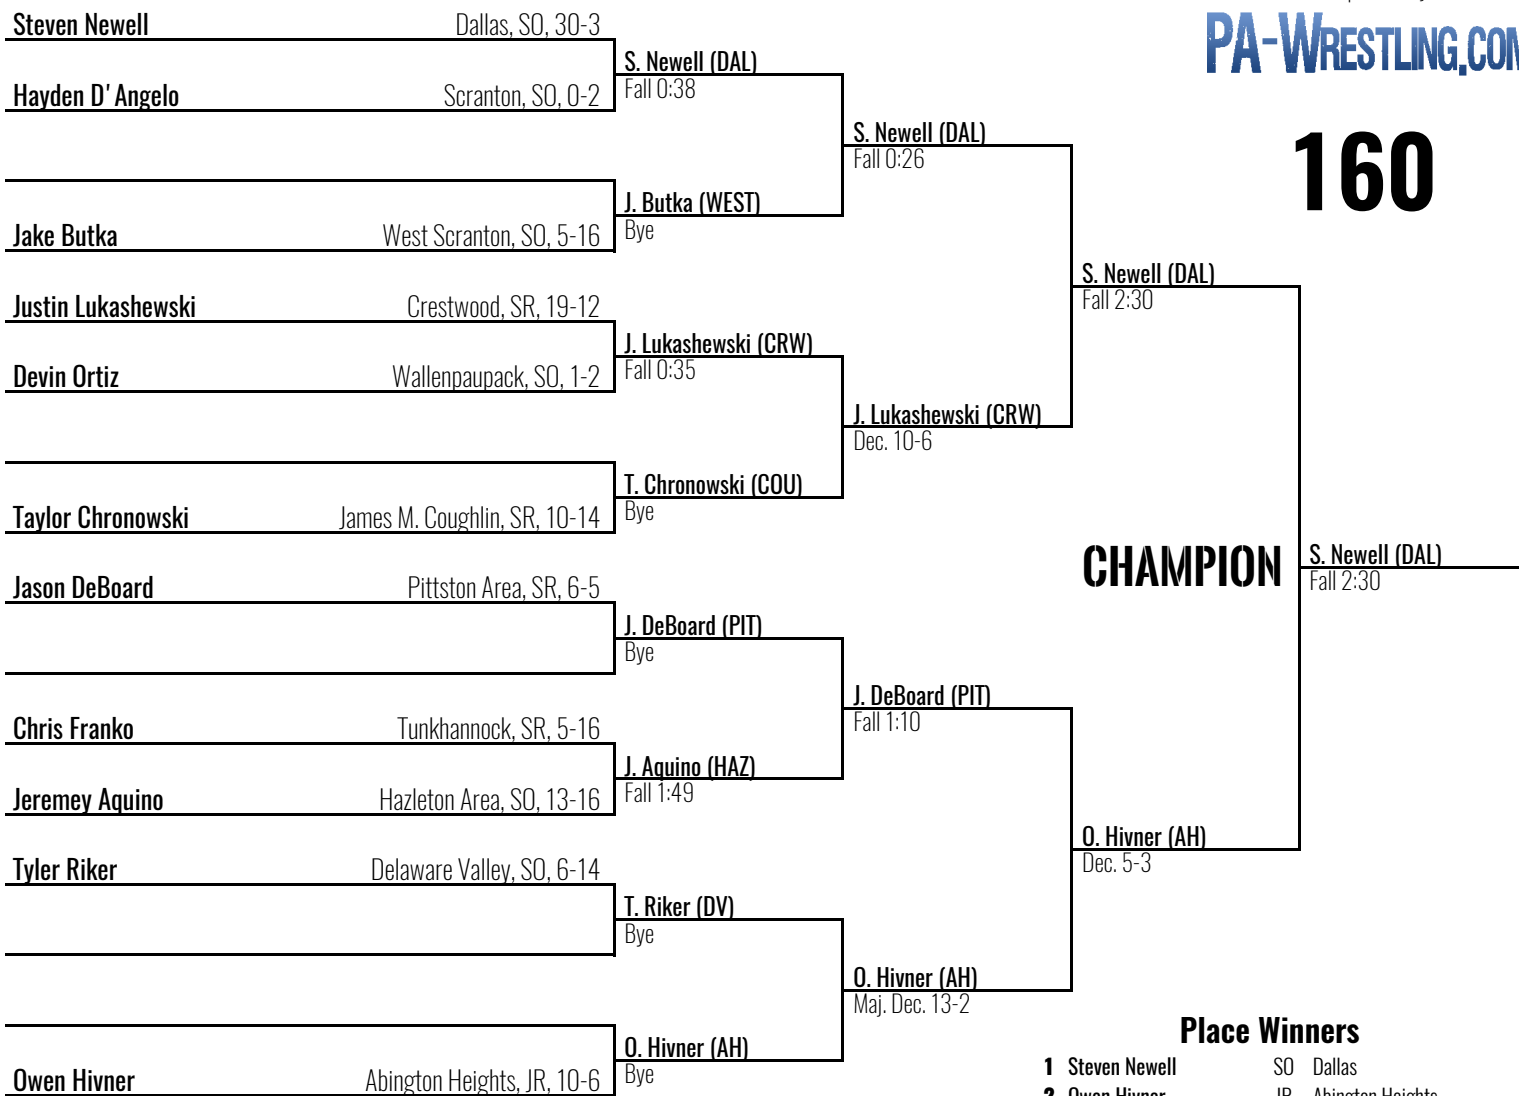 Steven Newell Dallas, SO, 30-3
S. Newell (DAL)
Fall 0:38
Hayden D'Angelo Scranton, SO, 0-2
S. Newell (DAL)
Fall 0:26
J. Butka (WEST)
Bye
Jake Butka West Scranton, SO, 5-16
S. Newell (DAL)
Fall 2:30
Justin Lukashewski Crestwood, SR, 19-12
J. Lukashewski (CRW)
Fall 0:35
Devin Ortiz Wallenpaupack, SO, 1-2
J. Lukashewski (CRW)
Dec. 10-6
T. Chronowski (COU)
Bye
Taylor Chronowski James M. Coughlin, SR, 10-14
CHAMPION
S. Newell (DAL)
Fall 2:30
Jason DeBoard Pittston Area, SR, 6-5
J. DeBoard (PIT)
Bye
J. DeBoard (PIT)
Fall 1:10
Chris Franko Tunkhannock, SR, 5-16
J. Aquino (HAZ)
Fall 1:49
Jeremey Aquino Hazleton Area, SO, 13-16
O. Hivner (AH)
Dec. 5-3
Tyler Riker Delaware Valley, SO, 6-14
T. Riker (DV)
Bye
O. Hivner (AH)
Maj. Dec. 13-2
O. Hivner (AH)
Bye
Owen Hivner Abington Heights, JR, 10-6
PA-WRESTLING.COM
160
Place Winners
1 Steven Newell SO Dallas
2 Owen Hivner JR Abington Heights